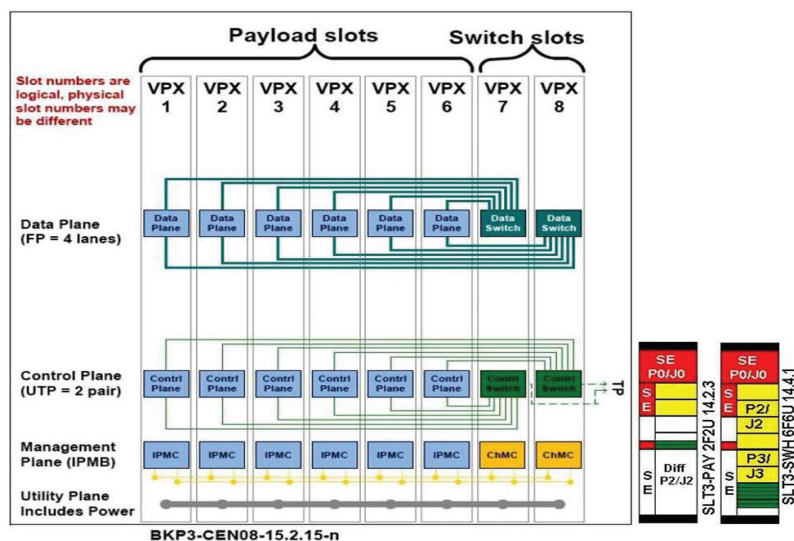 Payload slots
Switch slots
Slot numbers are
logical, physical
slot numbers may
be different
VPX
1
VPX
2
VPX
3
VPX
4
VPX
5
VPX
6
VPX
7
VPX
8
Data Plane
(FP = 4 lanes)
Data
Plane
Data
Plane
Data
Plane
Data
Plane
Data
Plane
Data
Plane
Data
Switch
Data
Switch
Control Plane
(UTP = 2 pair)
Contrl
Plane
Contrl
Plane
Contrl
Plane
Contrl
Plane
Contrl
Plane
Contrl
Plane
Contrl
Switch
Contrl
Switch
TP
Management
Plane (IPMB)
IPMC
IPMC
IPMC
IPMC
IPMC
IPMC
ChMC
ChMC
Utility Plane
Includes Power
BKP3-CEN08-15.2.15-n
SE
P0/J0
SE
Diff
P2/J2
SE
SLT3-PAY 2F2U 14.2.3
SE
P0/J0
SE
P2/
J2
P3/
J3
SE
SLT3-SWH 6F6U 14.4.1